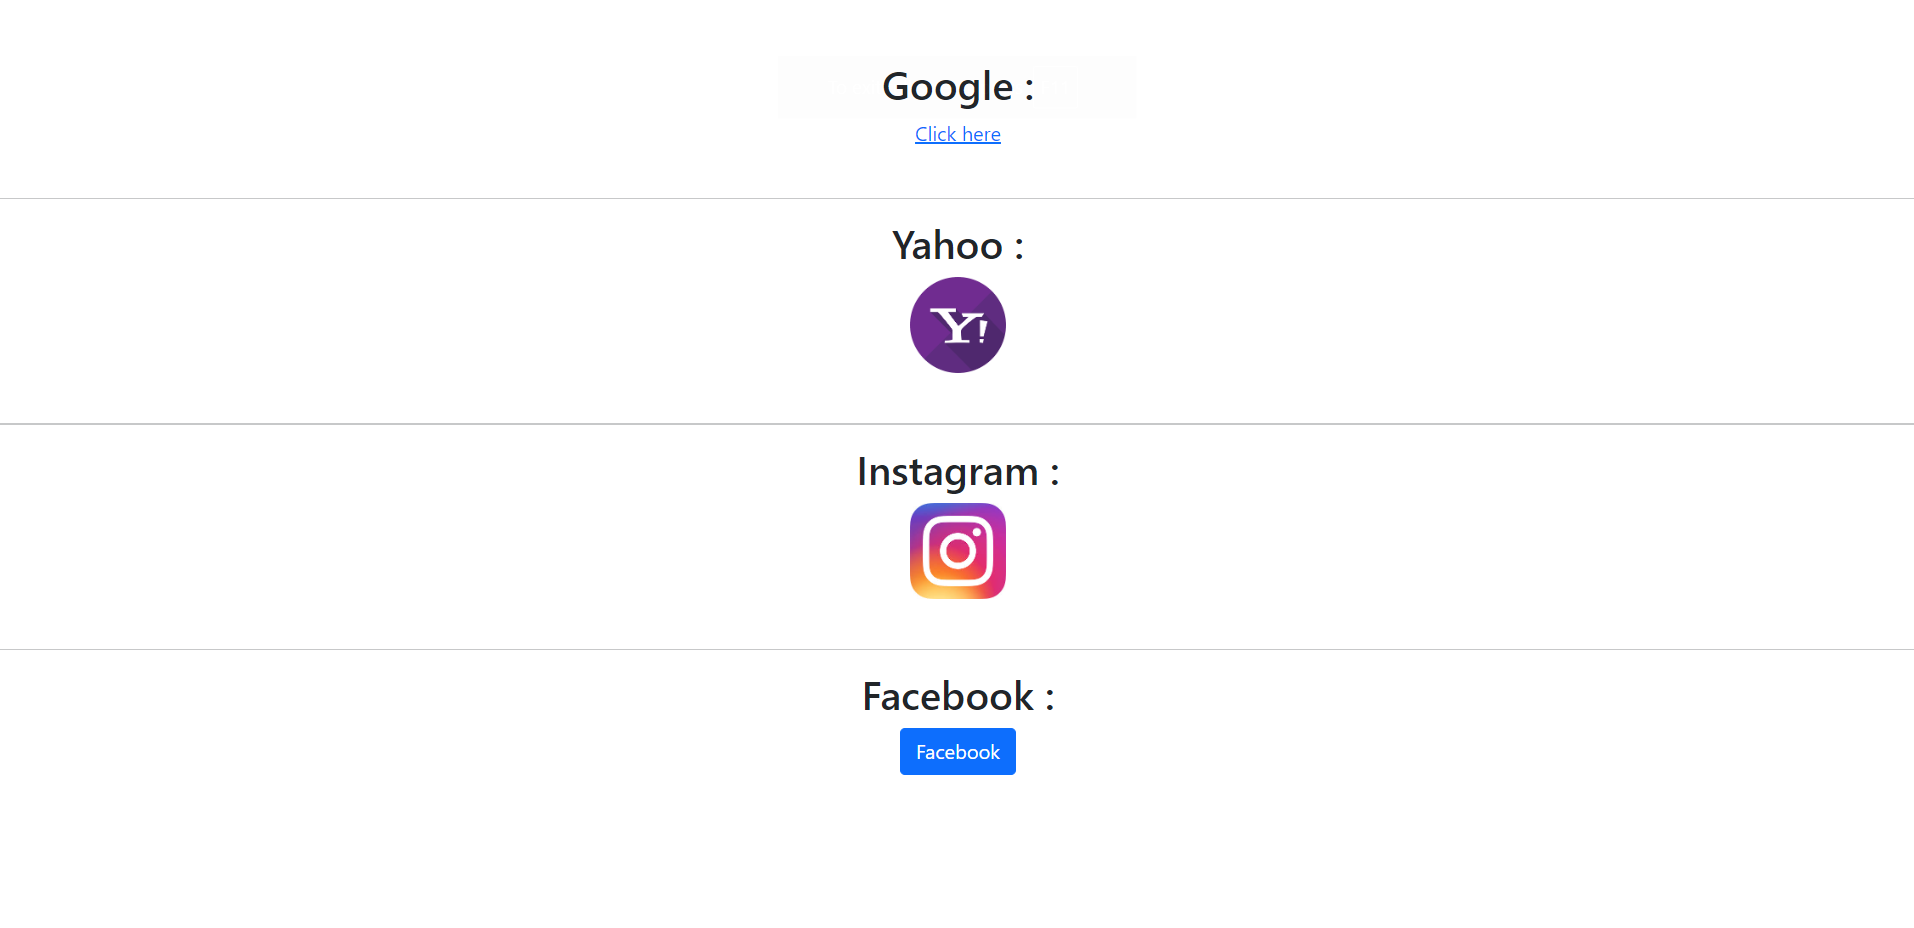 Google :
Click here
Yahoo :
Y!
Instagram :
Facebook :
Facebook